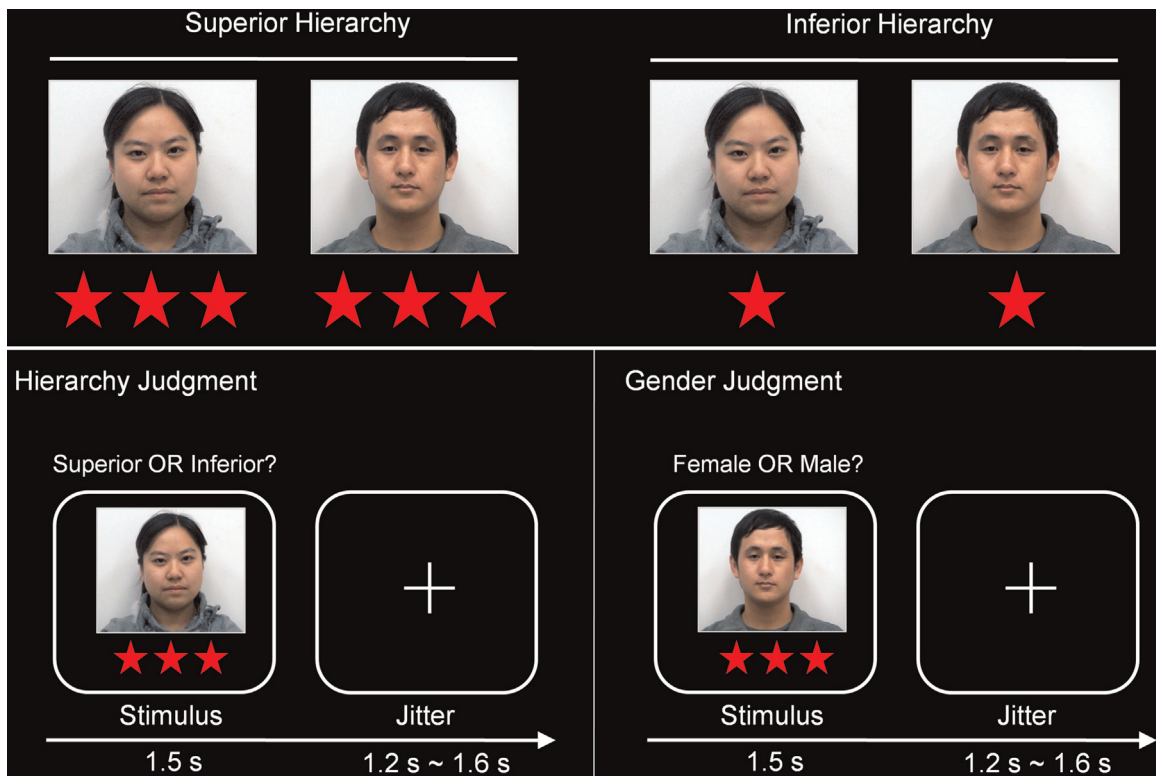 Superior Hierarchy
Inferior Hierarchy
Hierarchy Judgment
Superior OR Inferior?
Stimulus
Jitter
1.5 s
1.2 s ~ 1.6 s
Gender Judgment
Female OR Male?
Stimulus
Jitter
1.5 s
1.2 s ~ 1.6 s